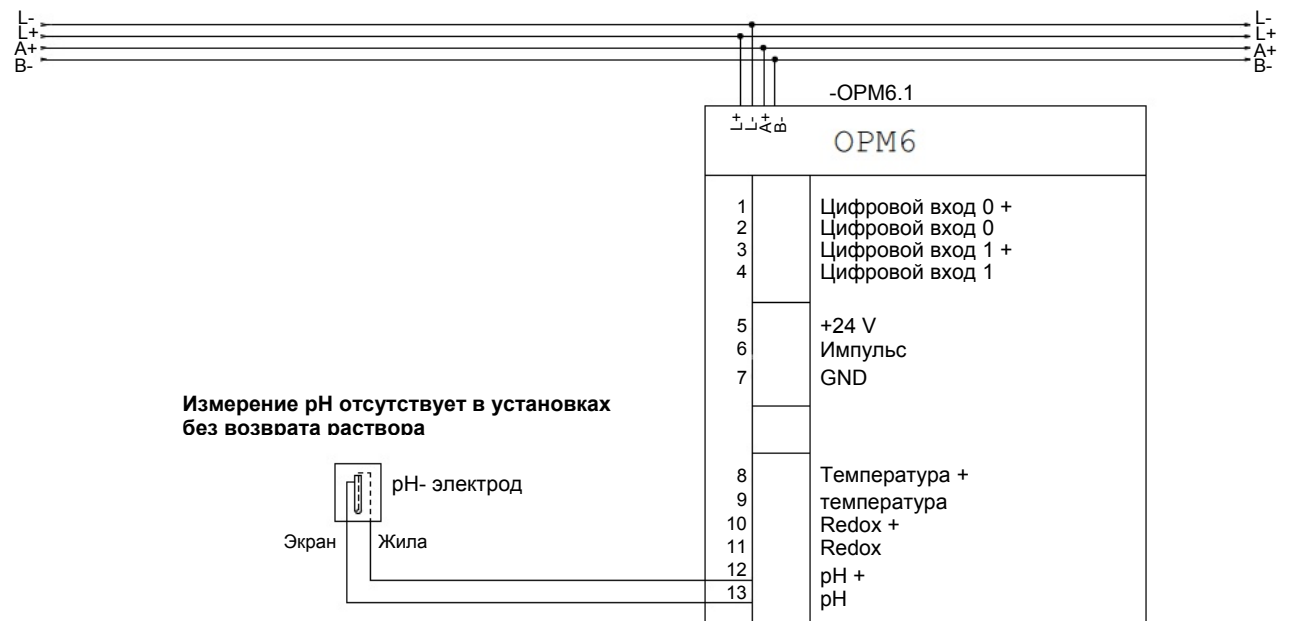 L-
L+
A+
B-
L-
L+
A+
B-
-OPM6.1
L+
L-
A+
B-
OPM6
1 Цифровой вход 0 +
2 Цифровой вход 0
3 Цифровой вход 1 +
4 Цифровой вход 1
5 +24 V
6 Импульс
7 GND
Измерение pH отсутствует в установках
без возврата раствора
pH- электрод
Экран
Жила
8 Температура +
9 температура
10 Redox +
11 Redox
12 pH +
13 pH